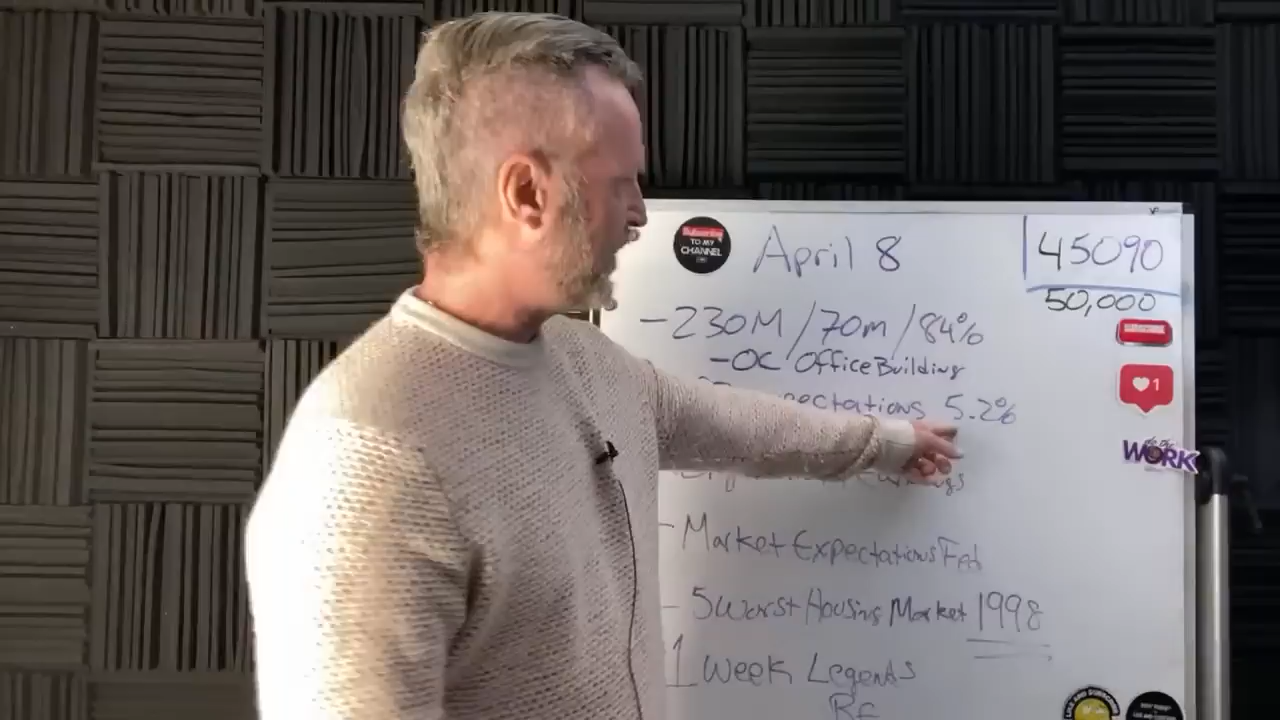 SUBSCRIBE
TO MY
CHANNEL
April 8
45090
50,000
-230M/70m/84%
SUBSCRIBE
-OC Office Building
1
5.2%
WORK
-Market Expectations Fed
- 5 Worst Housing Market 1998
1 Week Legends
RE